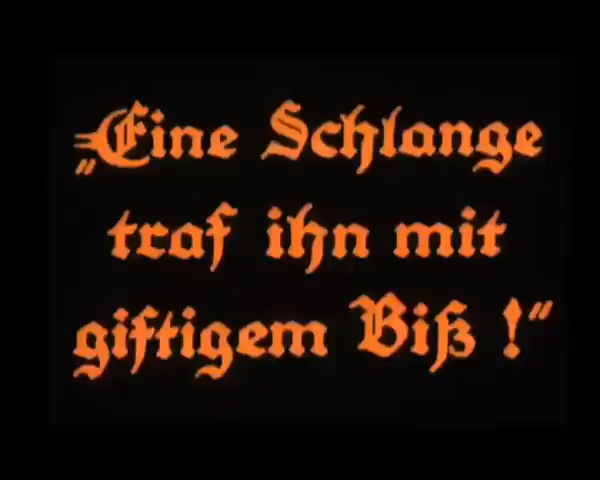 „Eine Schlange
traf ihn mit
giftigem Biß !“